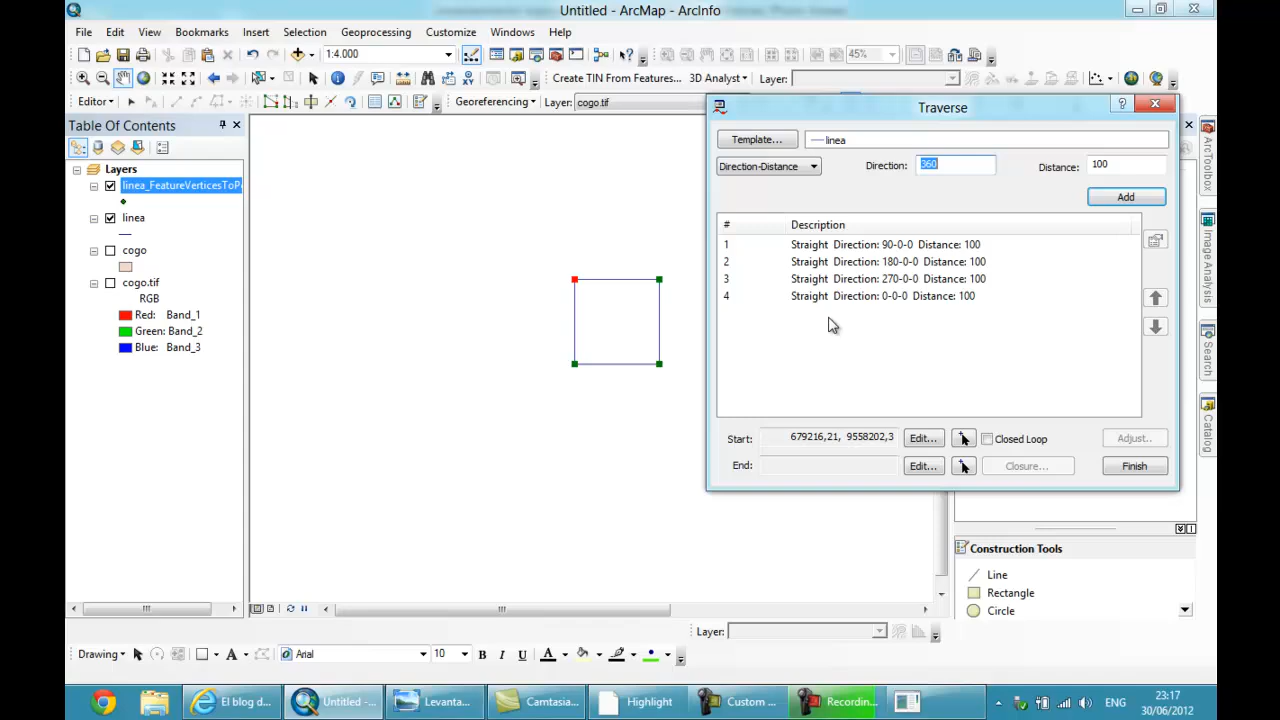 Untitled - ArcMap - ArcInfo
File Edit View Bookmarks Insert Selection Geoprocessing Customize Windows Help
1:4.000
45%
Create TIN From Features... 3D Analyst Layer:
Editor Georeferencing Layer: cogo.tif
Table Of Contents
Layers
linea_FeatureVerticesToP
linea
cogo
cogo.tif
RGB
Red: Band_1
Green: Band_2
Blue: Band_3
Traverse
Template... linea
Direction-Distance Direction: 360 Distance: 100
Add
# Description
1 Straight Direction: 90-0-0 Distance: 100
2 Straight Direction: 180-0-0 Distance: 100
3 Straight Direction: 270-0-0 Distance: 100
4 Straight Direction: 0-0-0 Distance: 100
Start: 679216,21, 9558202,3 Edit... Closed Loop Adjust..
End: Edit... Closure... Finish
ArcToolbox
Image Analysis
Search
Catalog
Construction Tools
Line
Rectangle
Circle
Layer:
Drawing A Arial 10 B I U A
El blog d... Untitled -... Levanta... Camtasia... Highlight Custom ... Recordin... ENG 23:17
30/06/2012